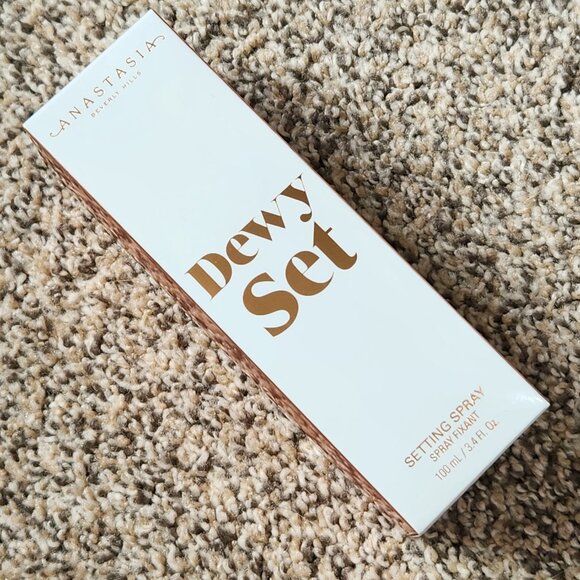 ANASTASIA
BEVERLY HILLS
Dewy
Set
SETTING SPRAY
SPRAY FIXANT
100 mL / 3.4 Fl. Oz.